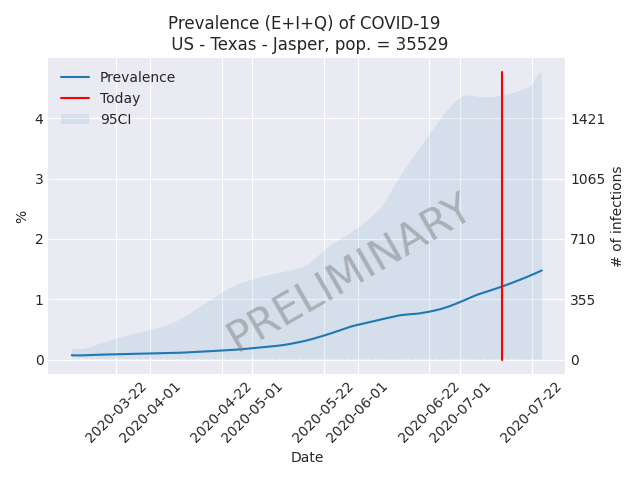 Prevalence (E+I+Q) of COVID-19
US - Texas - Jasper, pop. = 35529
Prevalence
Today
95CI
PRELIMINARY
%
4
3
2
1
0
1421
1065
710
355
0
# of infections
2020-03-22
2020-04-01
2020-04-22
2020-05-01
2020-05-22
2020-06-01
2020-06-22
2020-07-01
2020-07-22
Date